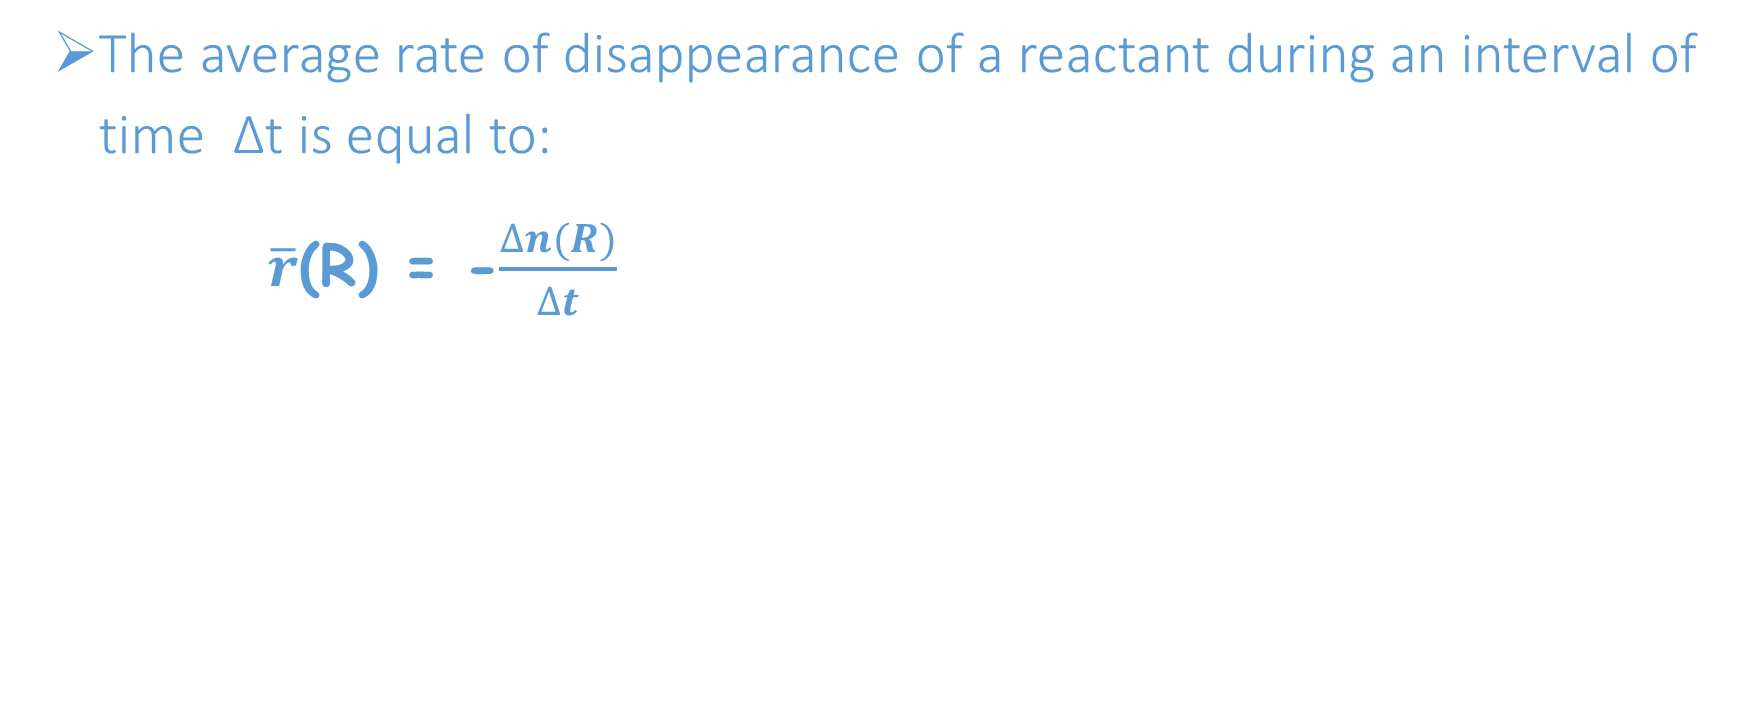 ➢The average rate of disappearance of a reactant during an interval of
time Δt is equal to:
r̅(R) = -Δn(R)/Δt